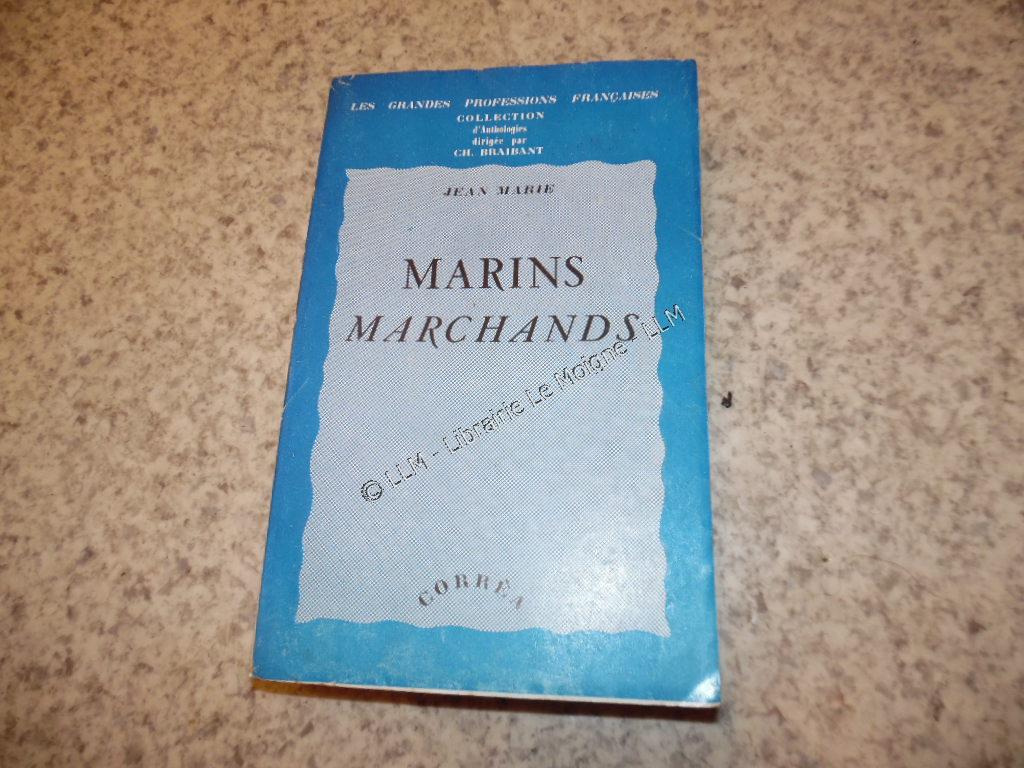 LES GRANDES PROFESSIONS FRANÇAISES
COLLECTION
d'Anthologies
dirigée par
CH. BRAIBANT
JEAN MARIE
MARINS
MARCHANDS
© LLM - Librairie Le Moigne LLM
CORRÊA